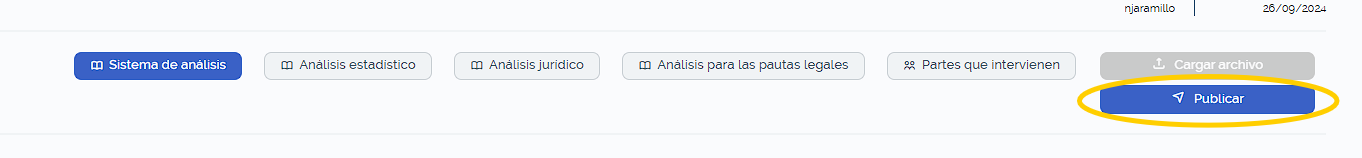 njaramillo 26/09/2024
Sistema de análisis Análisis estadístico Análisis jurídico Análisis para las pautas legales Partes que intervienen Cargar archivo
Publicar